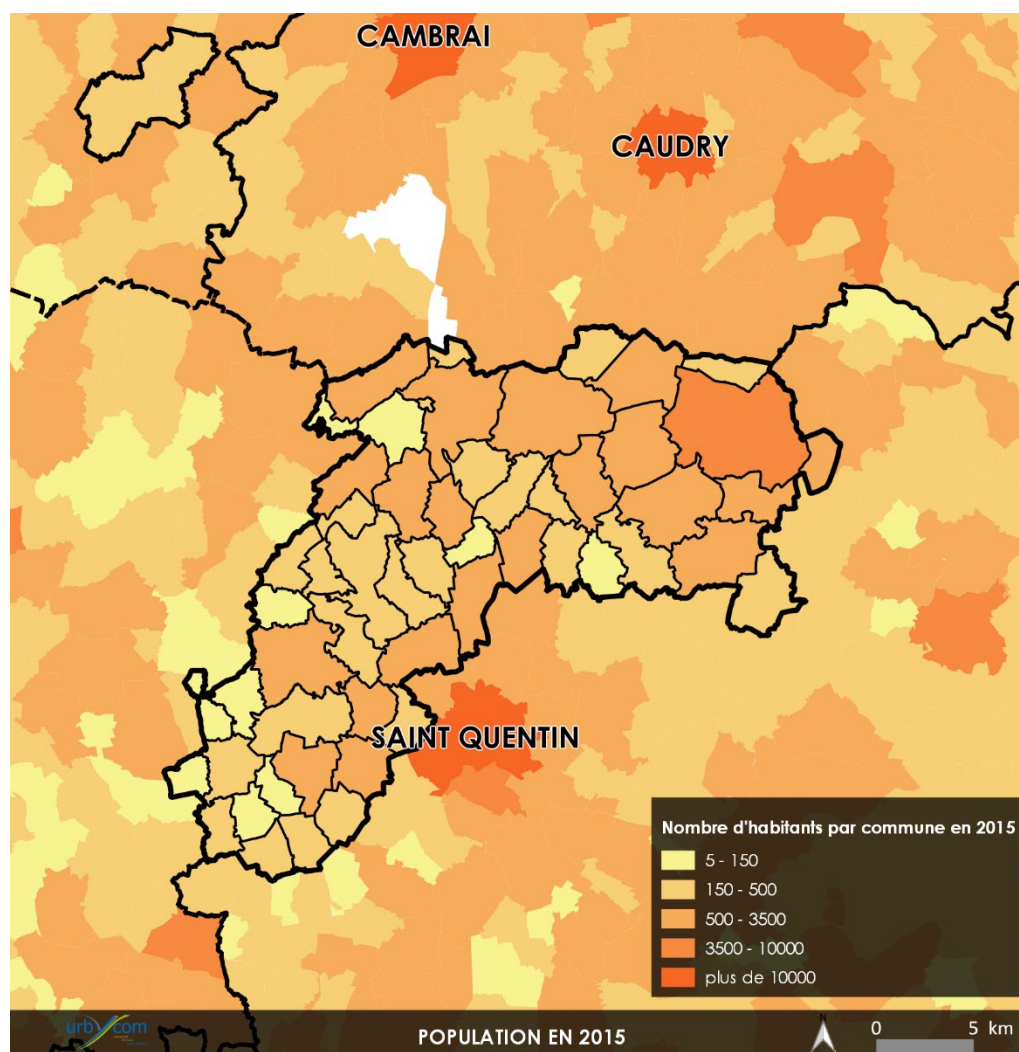 CAMBRAI
CAUDRY
SAINT QUENTIN
Nombre d'habitants par commune en 2015
5 - 150
150 - 500
500 - 3500
3500 - 10000
plus de 10000
urbycom
POPULATION EN 2015
N
0 5 km